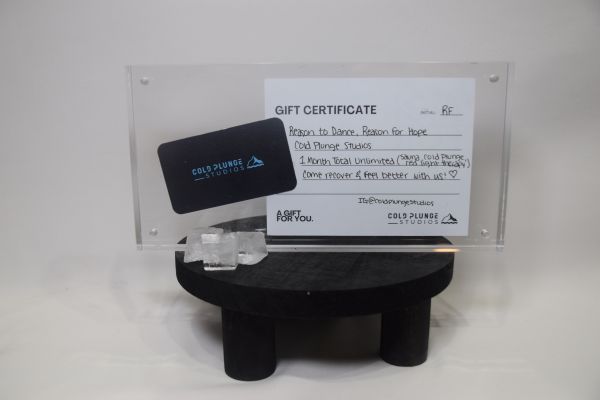 GIFT CERTIFICATE
INITIAL: RF
Reason to Dance, Reason For Hope
Cold Plunge Studios
1 Month Total Unlimited (sauna, cold plunge
red light therapy)
Come recover & feel better with us! ♡
IG@coldplungestudios
A GIFT
FOR YOU.
COLD PLUNGE
STUDIOS
COLD PLUNGE
STUDIOS